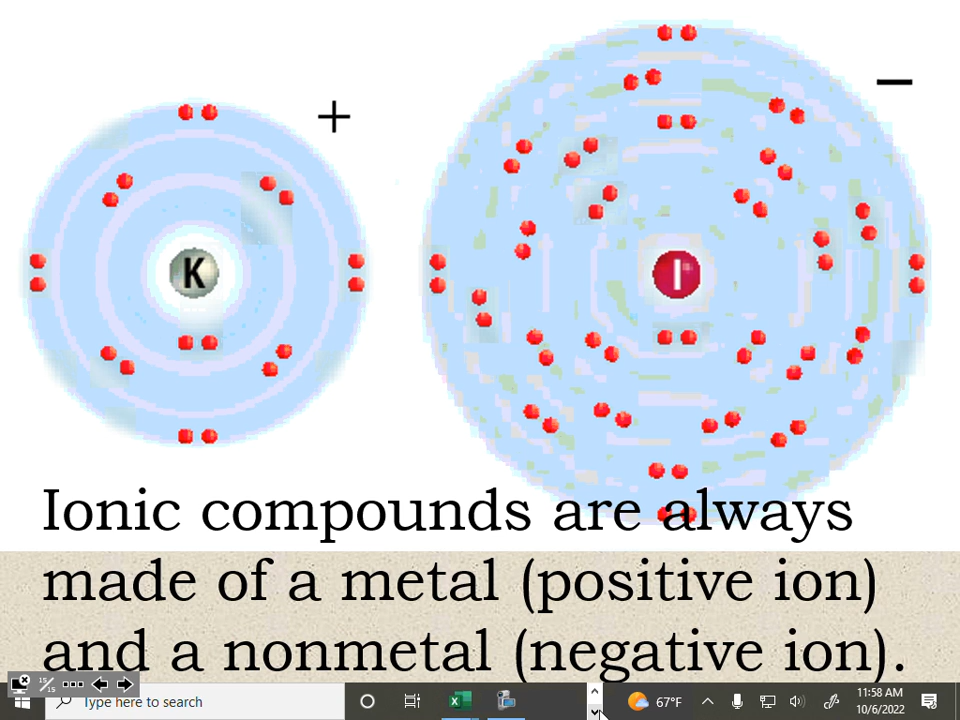 +
−
K
I
Ionic compounds are always
made of a metal (positive ion)
and a nonmetal (negative ion).
15/15
Type here to search
67°F
11:58 AM
10/6/2022